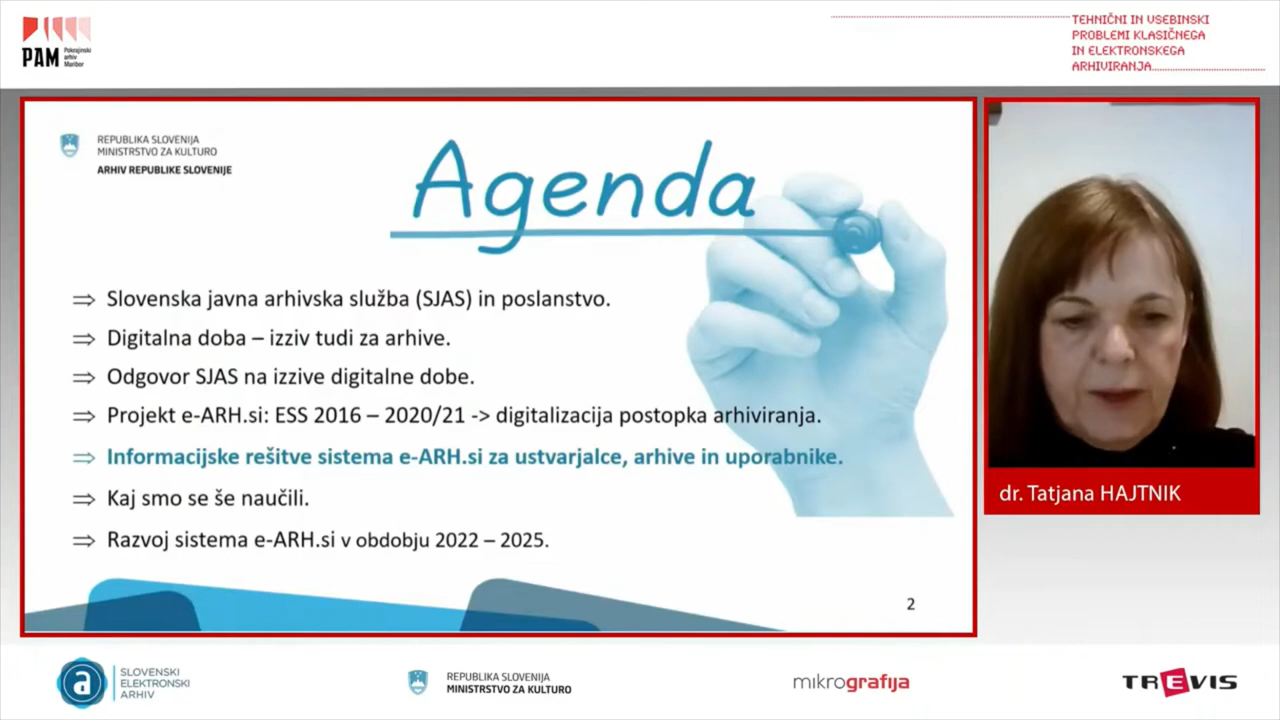 PAM Pokrajinski
arhiv
Maribor
TEHNIČNI IN VSEBINSKI
PROBLEMI KLASIČNEGA
IN ELEKTRONSKEGA
ARHIVIRANJA
REPUBLIKA SLOVENIJA
MINISTRSTVO ZA KULTURO
ARHIV REPUBLIKE SLOVENIJE
Agenda
⇒ Slovenska javna arhivska služba (SJAS) in poslanstvo.
⇒ Digitalna doba – izziv tudi za arhive.
⇒ Odgovor SJAS na izzive digitalne dobe.
⇒ Projekt e-ARH.si: ESS 2016 – 2020/21 -> digitalizacija postopka arhiviranja.
⇒ Informacijske rešitve sistema e-ARH.si za ustvarjalce, arhive in uporabnike.
⇒ Kaj smo se še naučili.
⇒ Razvoj sistema e-ARH.si v obdobju 2022 – 2025.
2
dr. Tatjana HAJTNIK
a SLOVENSKI
ELEKTRONSKI
ARHIV
REPUBLIKA SLOVENIJA
MINISTRSTVO ZA KULTURO
mikrografija
TREVIS